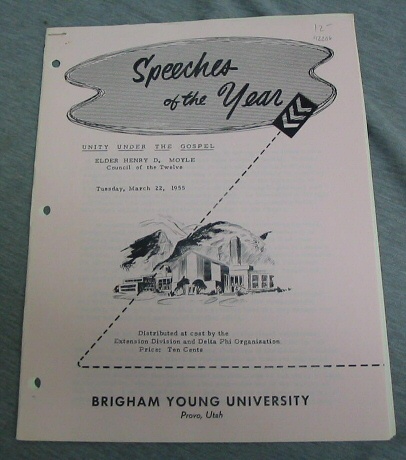 12-
Speeches
of the Year
UNITY UNDER THE GOSPEL
ELDER HENRY D. MOYLE
Council of the Twelve
Tuesday, March 22, 1955
Distributed at cost by the
Extension Division and Delta Phi Organization
Price: Ten Cents
BRIGHAM YOUNG UNIVERSITY
Provo, Utah